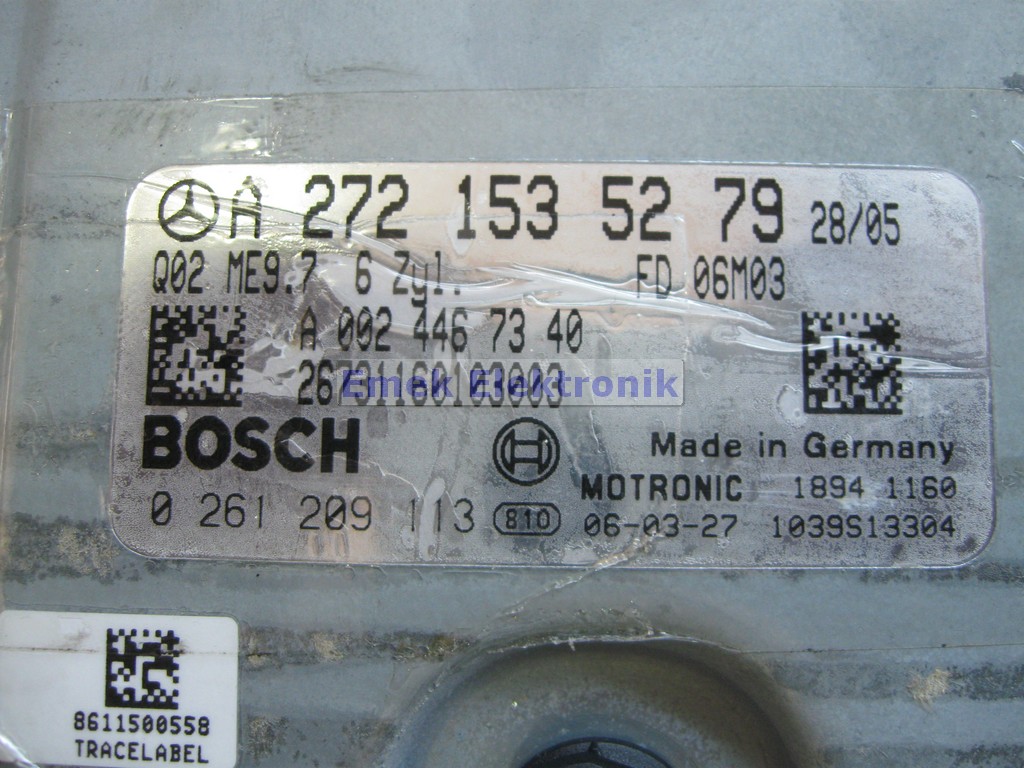 A 272 153 52 79 28/05
Q02 ME9.7 6 Zyl. FD 06M03
A 002 446 73 40
26791160103003
Emek Elektronik
BOSCH
Made in Germany
MOTRONIC 1894 1160
0 261 209 113 810 06-03-27 1039S13304
8611500558
TRACELABEL